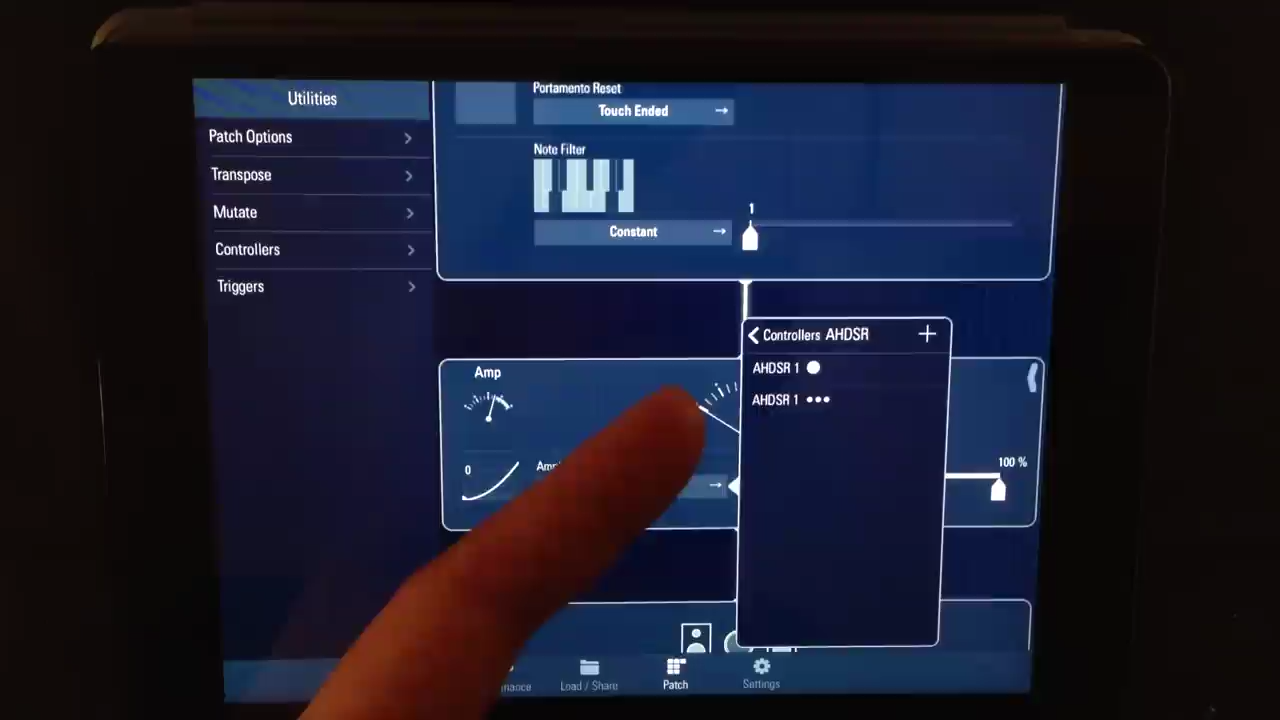 Utilities
Patch Options
Transpose
Mutate
Controllers
Triggers
Portamento Reset
Touch Ended
Note Filter
Constant
1
Controllers AHDSR
AHDSR 1
AHDSR 1
Amp
0
100 %
Load / Share
Patch
Settings